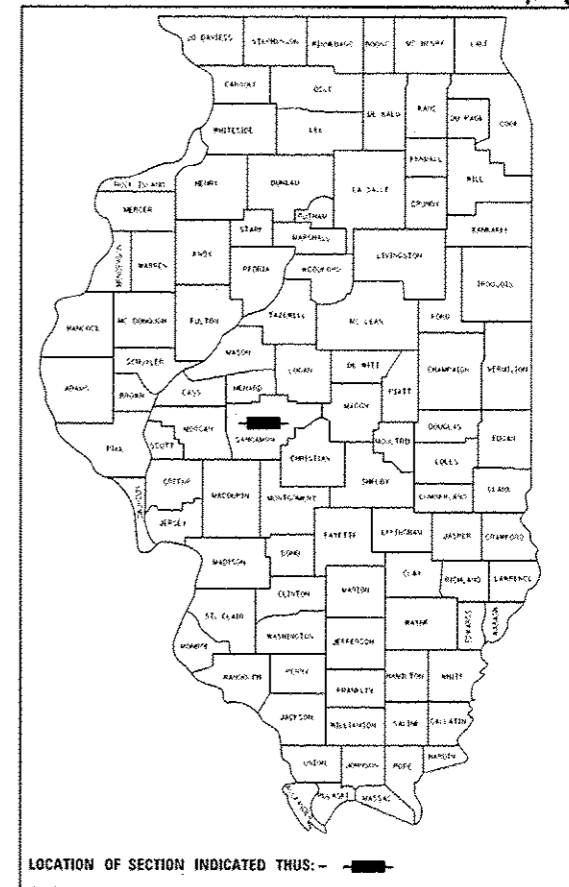 JO DAVIESS STEPHENSON WINNEBAGO BOONE MC HENRY LAKE
CARROLL OGLE DE KALB KANE DU PAGE COOK
WHITESIDE LEE KENDALL WILL
ROCK ISLAND HENRY BUREAU LA SALLE GRUNDY
MERCER PUTNAM KANKAKEE
STARK MARSHALL
HENDERSON WARREN KNOX PEORIA WOODFORD LIVINGSTON IROQUOIS
HANCOCK MC DONOUGH FULTON TAZEWELL MC LEAN FORD
SCHUYLER MASON LOGAN DE WITT CHAMPAIGN VERMILION
ADAMS BROWN CASS MENARD MACON PIATT
PIKE SCOTT MORGAN SANGAMON MOULTRIE DOUGLAS EDGAR
CHRISTIAN COLES
CALHOUN GREENE MACOUPIN MONTGOMERY SHELBY CUMBERLAND CLARK
JERSEY FAYETTE EFFINGHAM JASPER CRAWFORD
MADISON BOND CLAY RICHLAND LAWRENCE
CLINTON MARION
ST. CLAIR WASHINGTON JEFFERSON WAYNE EDWARDS WABASH
MONROE
RANDOLPH PERRY FRANKLIN HAMILTON WHITE
JACKSON WILLIAMSON SALINE GALLATIN
UNION JOHNSON POPE HARDIN
ALEXANDER PULASKI MASSAC
LOCATION OF SECTION INDICATED THUS: -